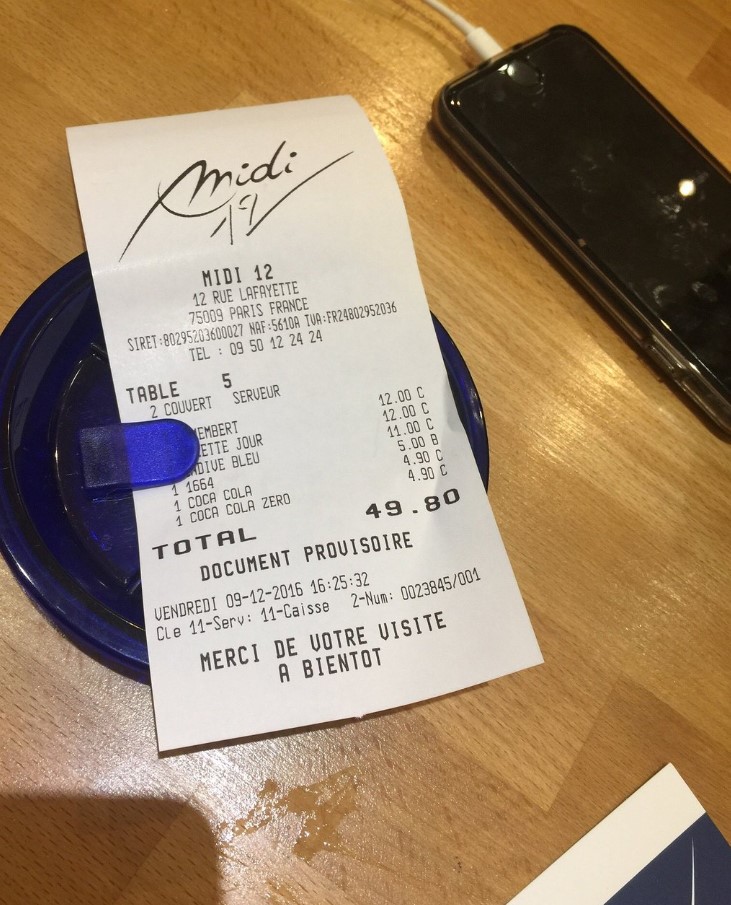 midi
12
MIDI 12
12 RUE LAFAYETTE
75009 PARIS FRANCE
SIRET:80295203600027 NAF:5610A TVA:FR24802952036
TEL : 09 50 12 24 24
TABLE 5
2 COUVERT SERVEUR
EMBERT 12.00 C
ETTE JOUR 12.00 C
DIVE BLEU 11.00 C
1 1664 5.00 B
1 COCA COLA 4.90 C
1 COCA COLA ZERO 4.90 C
TOTAL 49.80
DOCUMENT PROVISOIRE
VENDREDI 09-12-2016 16:25:32
Cle 11-Serv: 11-Caisse 2-Num: 0023845/001
MERCI DE VOTRE VISITE
A BIENTOT